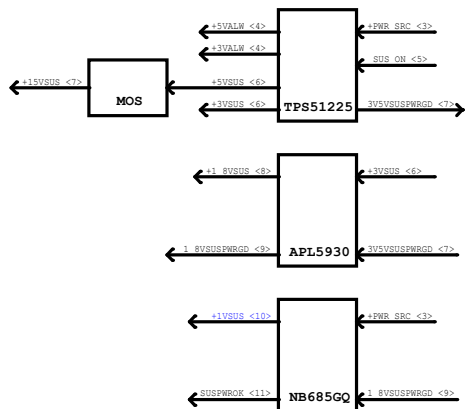 +5VALW <4>
+PWR SRC <3>
+3VALW <4>
SUS ON <5>
+15VSUS <7>
+5VSUS <6>
MOS
+3VSUS <6>
TPS51225
3V5VSUSPWRGD <7>
+1 8VSUS <8>
+3VSUS <6>
1 8VSUSPWRGD <9>
APL5930
3V5VSUSPWRGD <7>
+1VSUS <10>
+PWR SRC <3>
SUSPWROK <11>
NB685GQ
1 8VSUSPWRGD <9>